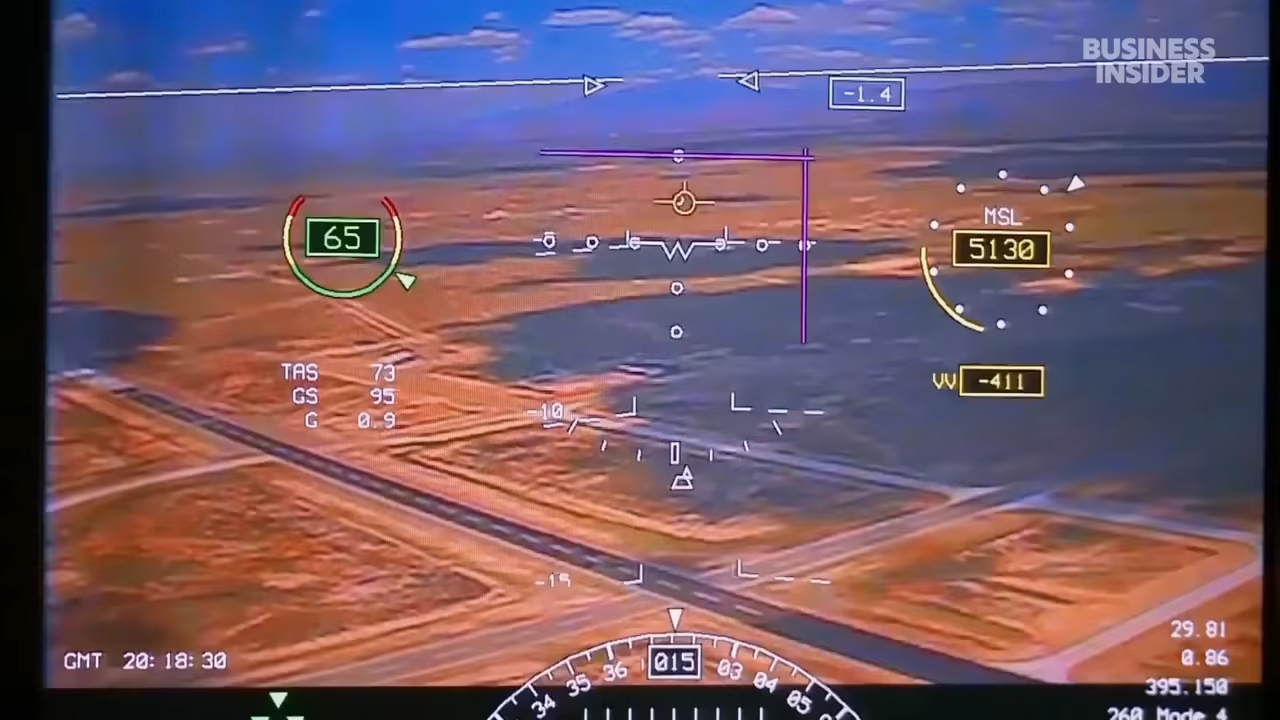 BUSINESS
INSIDER
-1.4
MSL
65
5130
TAS 73
GS 95
G 0.9
VV -411
-10
-15
29.81
GMT 20:18:30
0.86
34 35 36 015 03 04 05
395.150
260 Mode 4